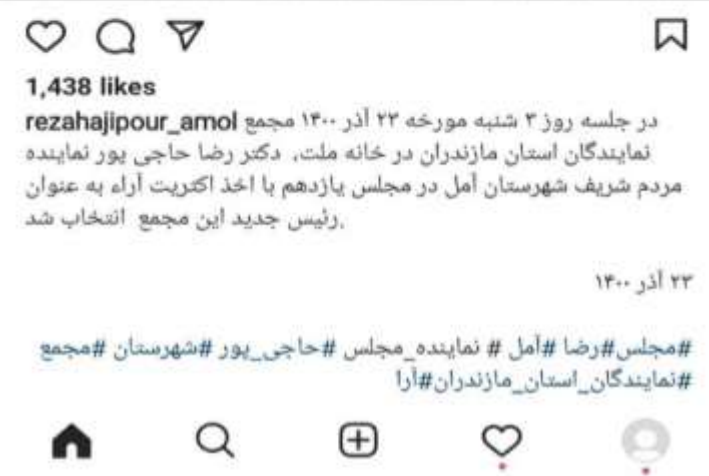 1,438 likes
rezahajipour_amol در جلسه روز ۳ شنبه مورخه ۲۳ آذر ۱۴۰۰ مجمع
نمایندگان استان مازندران در خانه ملت، دکتر رضا حاجی پور نماینده
مردم شریف شهرستان آمل در مجلس یازدهم با اخذ اکثریت آراء به عنوان
رئیس جدید این مجمع انتخاب شد.
۲۳ آذر ۱۴۰۰
#مجلس#رضا #آمل # نماینده_مجلس #حاجی_پور #شهرستان #مجمع
#نمایندگان_استان_مازندران#آرا